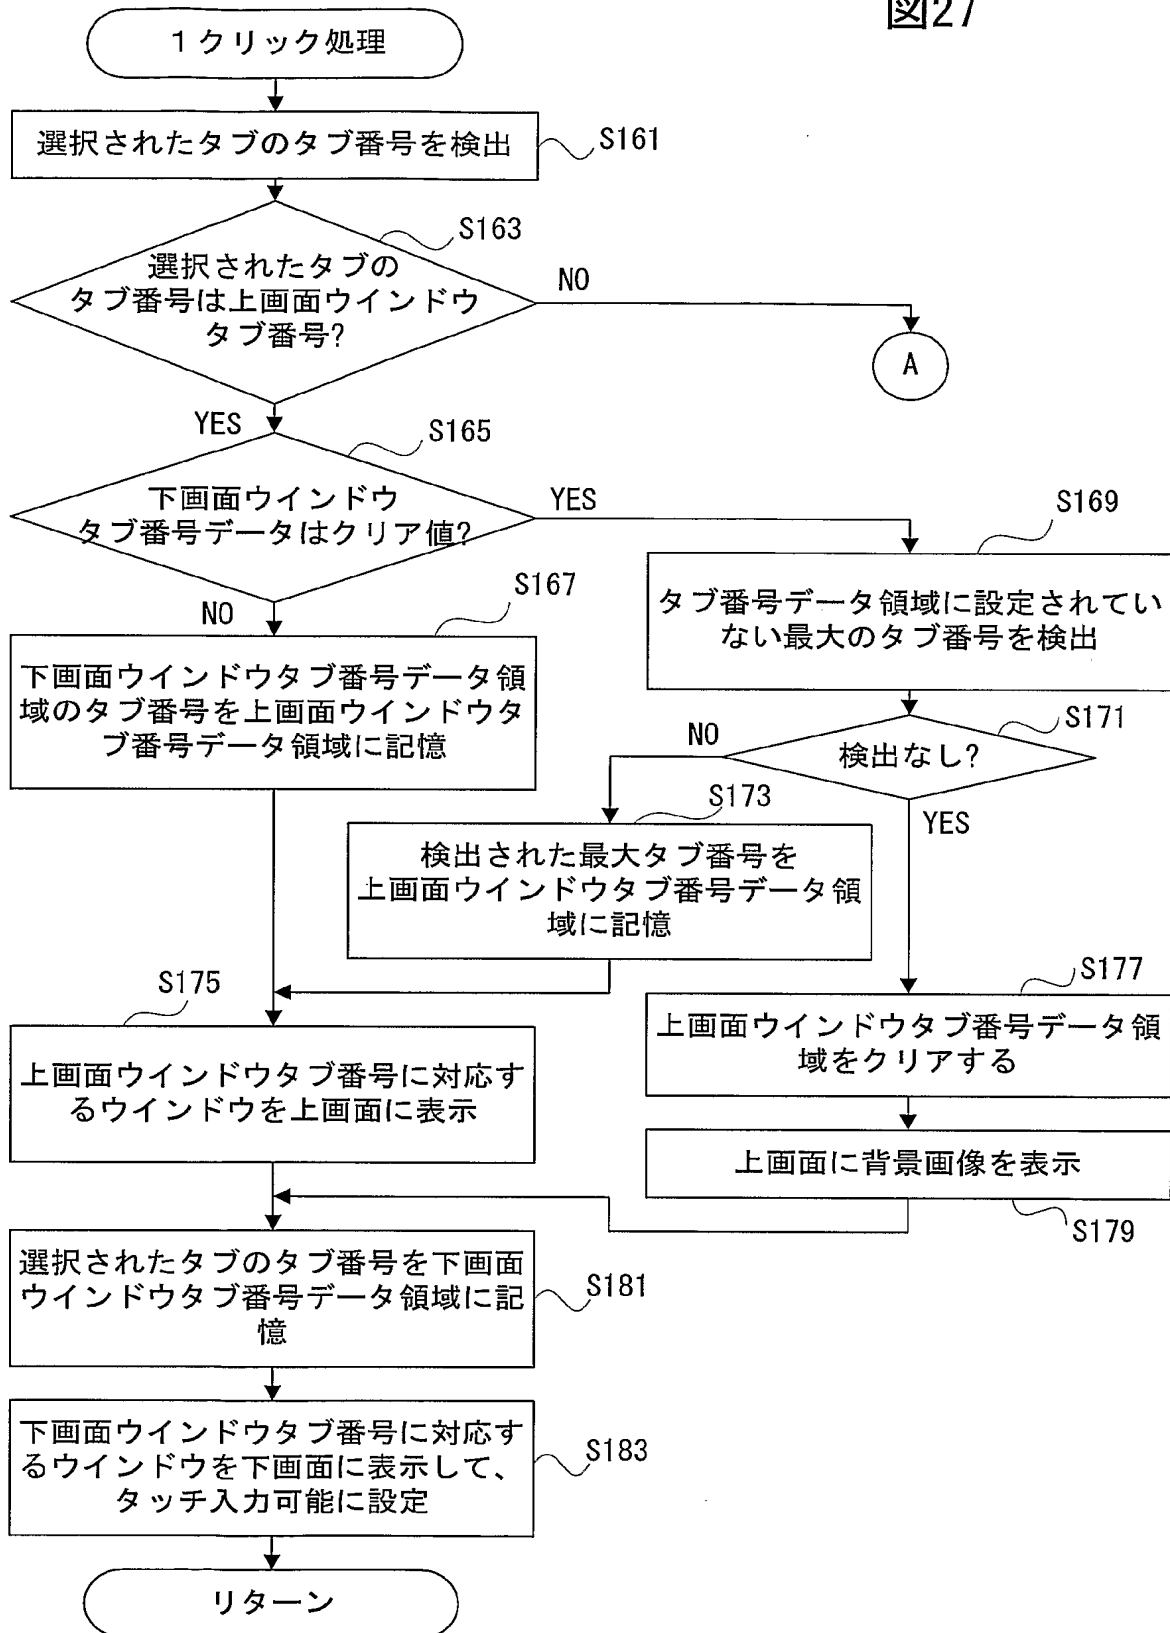 図27
1クリック処理
選択されたタブのタブ番号を検出
S161
S163
選択されたタブの
タブ番号は上画面ウインドウ
タブ番号?
NO
A
YES
S165
下画面ウインドウ
タブ番号データはクリア値?
YES
NO
S167
下画面ウインドウタブ番号データ領
域のタブ番号を上画面ウインドウタ
ブ番号データ領域に記憶
S169
タブ番号データ領域に設定されてい
ない最大のタブ番号を検出
S171
検出なし?
NO
YES
S173
検出された最大タブ番号を
上画面ウインドウタブ番号データ領
域に記憶
S175
上画面ウインドウタブ番号に対応す
るウインドウを上画面に表示
S177
上画面ウインドウタブ番号データ領
域をクリアする
上画面に背景画像を表示
S179
選択されたタブのタブ番号を下画面
ウインドウタブ番号データ領域に記
憶
S181
下画面ウインドウタブ番号に対応す
るウインドウを下画面に表示して、
タッチ入力可能に設定
S183
リターン